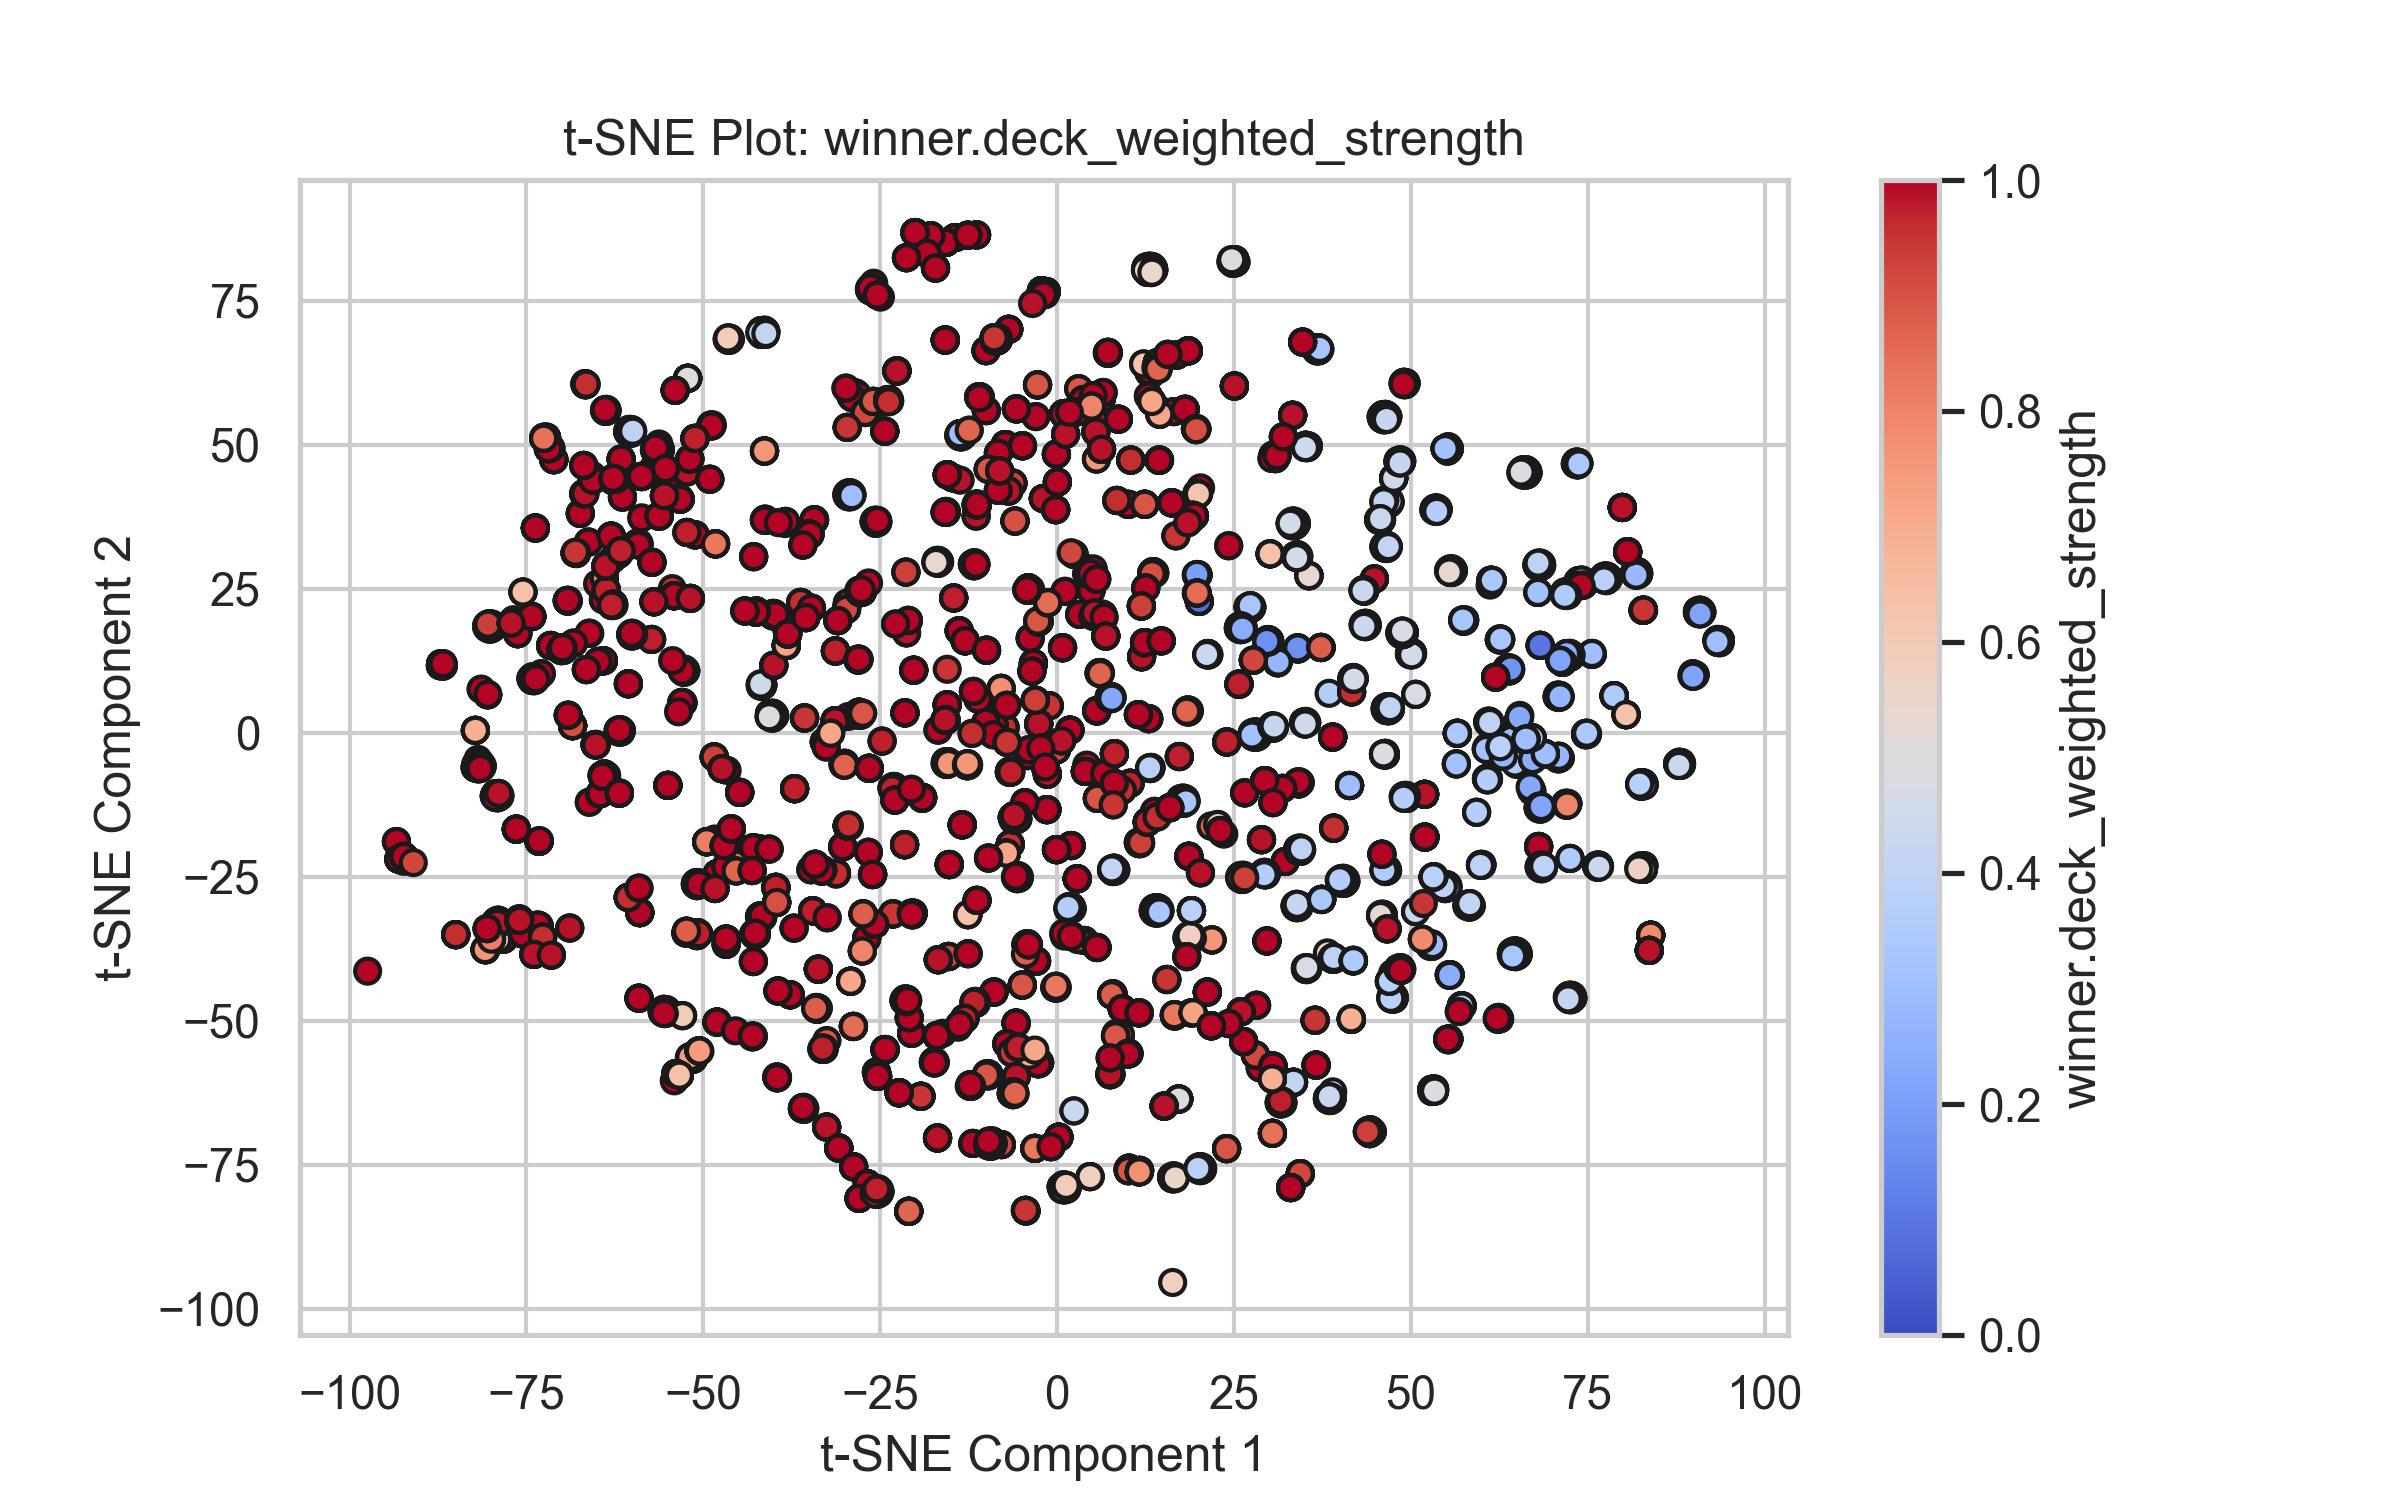 t-SNE Plot: winner.deck_weighted_strength
75
50
25
0
−25
−50
−75
−100
t-SNE Component 2
−100 −75 −50 −25 0 25 50 75 100
t-SNE Component 1
1.0
0.8
0.6
0.4
0.2
0.0
winner.deck_weighted_strength